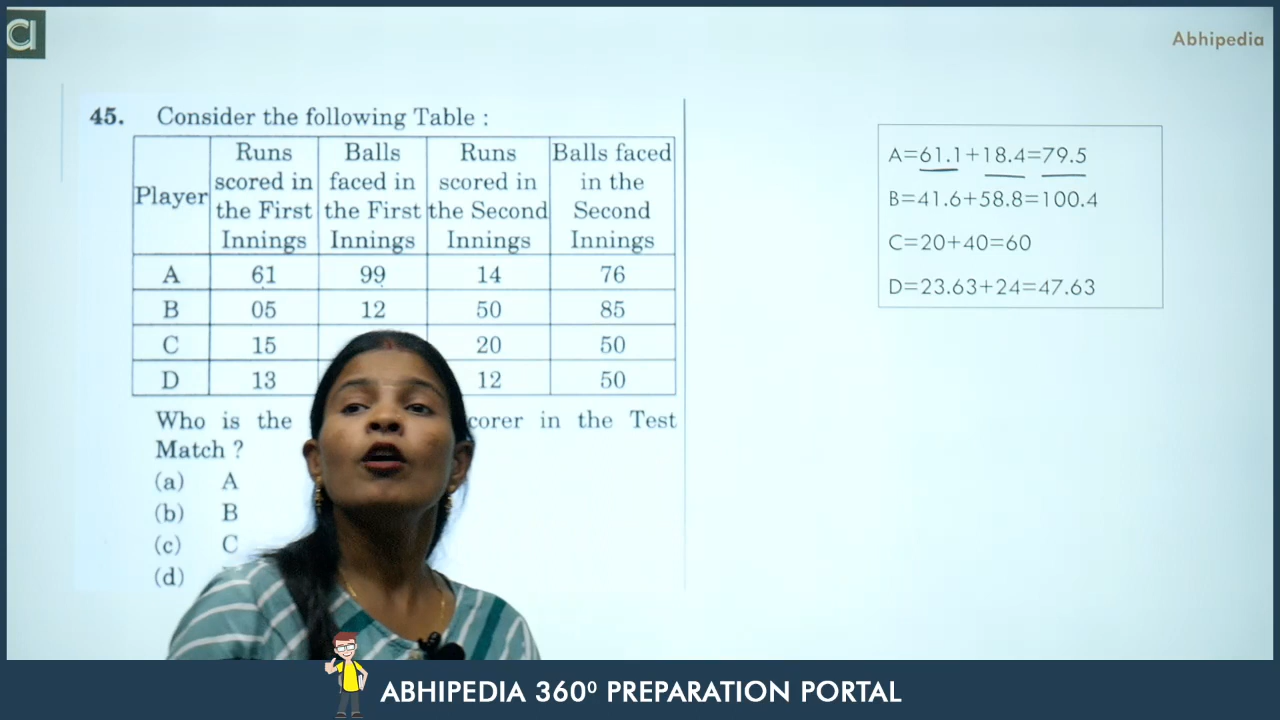 a
Abhipedia
45. Consider the following Table :
Player
Runs scored in the First Innings
Balls faced in the First Innings
Runs scored in the Second Innings
Balls faced in the Second Innings
A 61 99 14 76
B 05 12 50 85
C 15 20 50
D 13 12 50
Who is the corer in the Test
Match ?
(a) A
(b) B
(c) C
(d)
A=61.1+18.4=79.5
B=41.6+58.8=100.4
C=20+40=60
D=23.63+24=47.63
ABHIPEDIA 360⁰ PREPARATION PORTAL